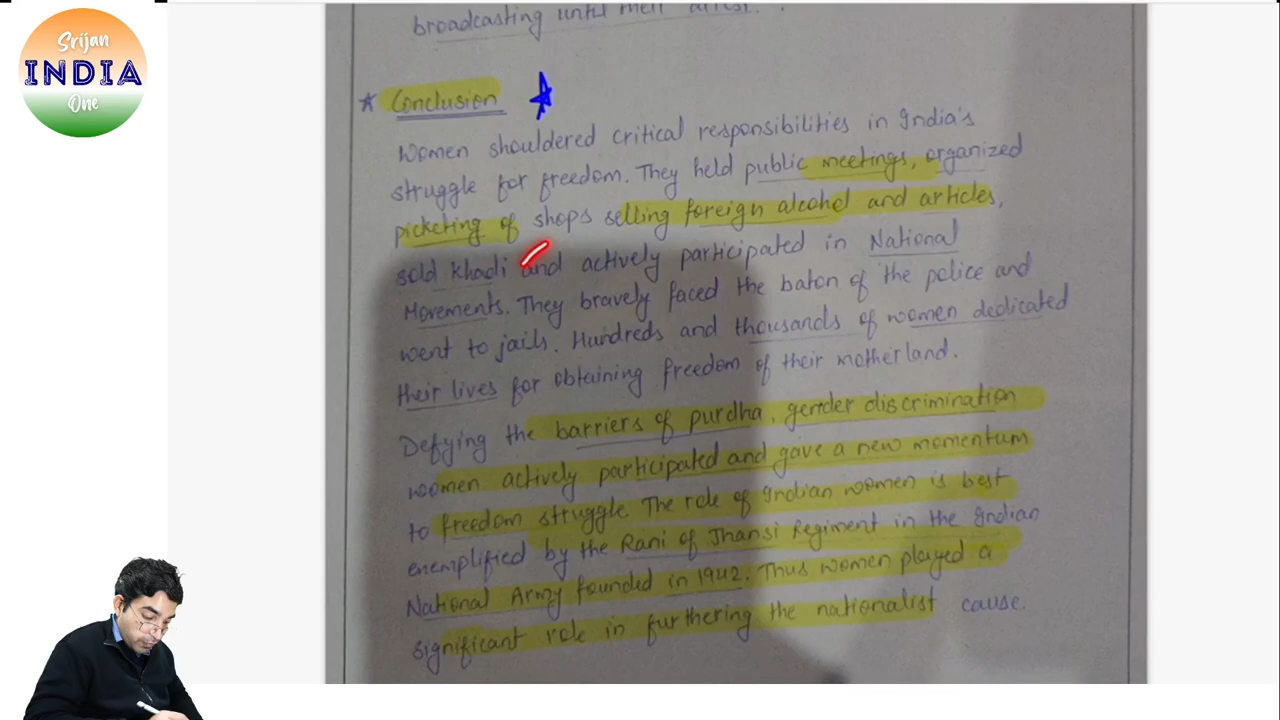 Srijan
INDIA
One
broadcasting until their arrest.
Conclusion
Women shouldered critical responsibilities in India's
struggle for freedom. They held public meetings, organized
picketing of shops selling foreign alcohol and articles,
sold khadi and actively participated in National
Movements. They bravely faced the baton of the police and
went to jails. Hundreds and thousands of women dedicated
their lives for obtaining freedom of their motherland.
Defying the barriers of purdha, gender discrimination
women actively participated and gave a new momentum
to freedom struggle. The role of Indian women is best
exemplified by the Rani of Jhansi Regiment in the Indian
National Army founded in 1942. Thus women played a
significant role in furthering the nationalist cause.